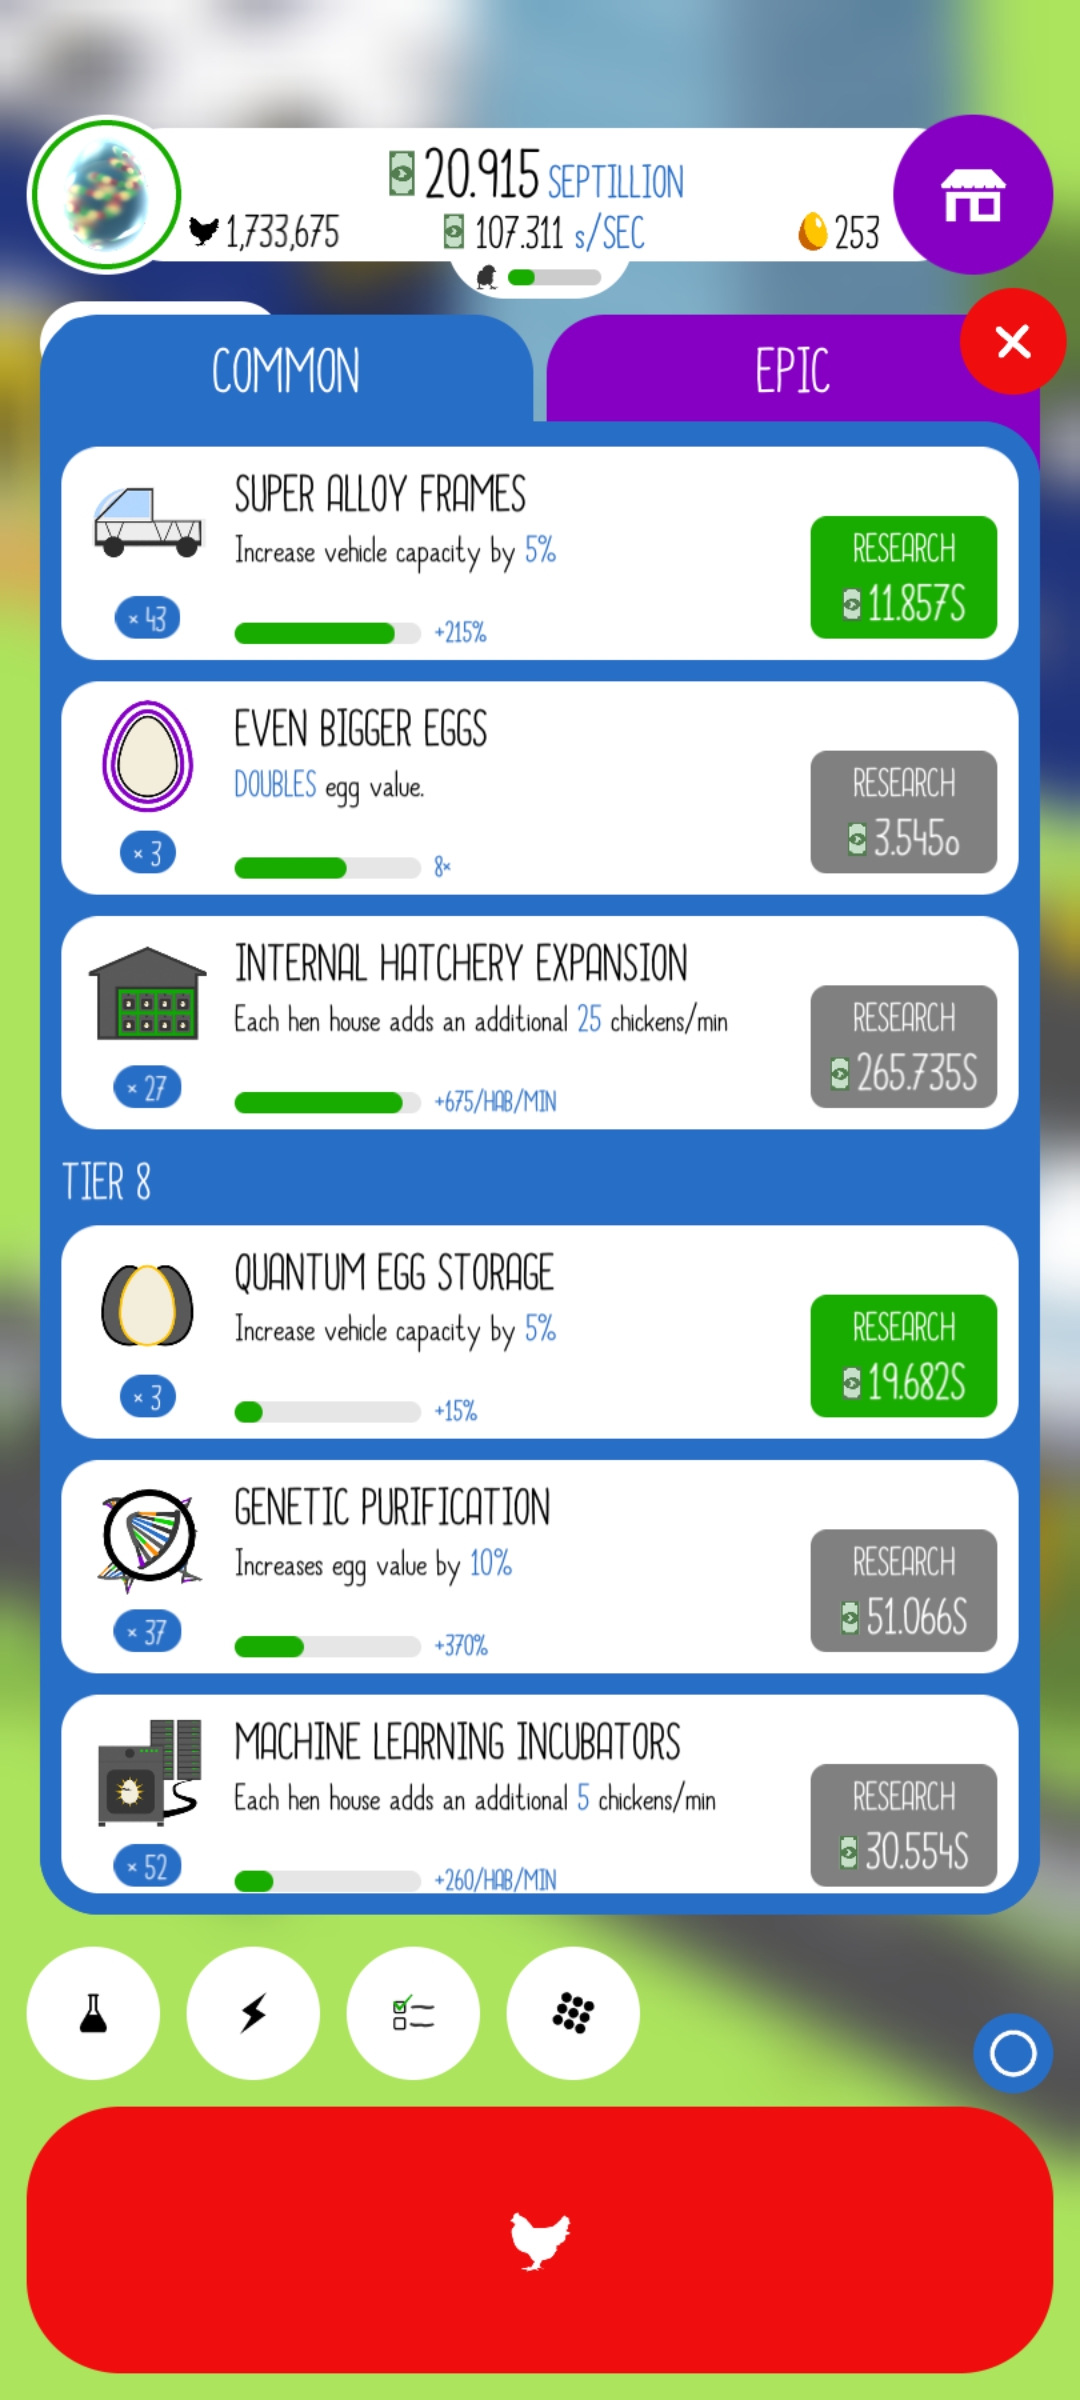 20.915 SEPTILLION
1,733,675
107.311 s/SEC
253
COMMON
EPIC
SUPER ALLOY FRAMES
Increase vehicle capacity by 5%
× 43
+215%
RESEARCH
11.857S
EVEN BIGGER EGGS
DOUBLES egg value.
× 3
8×
RESEARCH
3.545o
INTERNAL HATCHERY EXPANSION
Each hen house adds an additional 25 chickens/min
× 27
+675/HAB/MIN
RESEARCH
265.735S
TIER 8
QUANTUM EGG STORAGE
Increase vehicle capacity by 5%
× 3
+15%
RESEARCH
19.682S
GENETIC PURIFICATION
Increases egg value by 10%
× 37
+370%
RESEARCH
51.066S
MACHINE LEARNING INCUBATORS
Each hen house adds an additional 5 chickens/min
× 52
+260/HAB/MIN
RESEARCH
30.554S